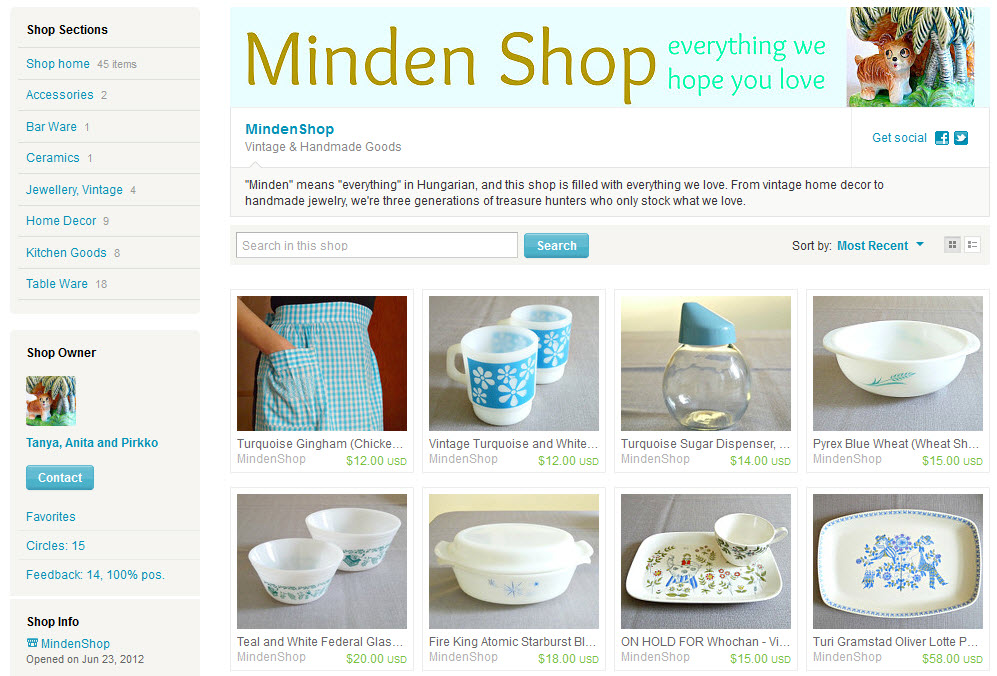 Shop Sections
Shop home 45 items
Accessories 2
Bar Ware 1
Ceramics 1
Jewellery, Vintage 4
Home Decor 9
Kitchen Goods 8
Table Ware 18
Shop Owner
Tanya, Anita and Pirkko
Contact
Favorites
Circles: 15
Feedback: 14, 100% pos.
Shop Info
MindenShop
Opened on Jun 23, 2012
Minden Shop
everything we
hope you love
MindenShop
Vintage & Handmade Goods
Get social
"Minden" means "everything" in Hungarian, and this shop is filled with everything we love. From vintage home decor to
handmade jewelry, we're three generations of treasure hunters who only stock what we love.
Search in this shop
Search
Sort by: Most Recent
Turquoise Gingham (Chicke...
MindenShop $12.00 USD
Vintage Turquoise and White...
MindenShop $12.00 USD
Turquoise Sugar Dispenser, ...
MindenShop $14.00 USD
Pyrex Blue Wheat (Wheat Sh...
MindenShop $15.00 USD
Teal and White Federal Glas...
MindenShop $20.00 USD
Fire King Atomic Starburst Bl...
MindenShop $18.00 USD
ON HOLD FOR Whochan - Vi...
MindenShop $15.00 USD
Turi Gramstad Oliver Lotte P...
MindenShop $58.00 USD